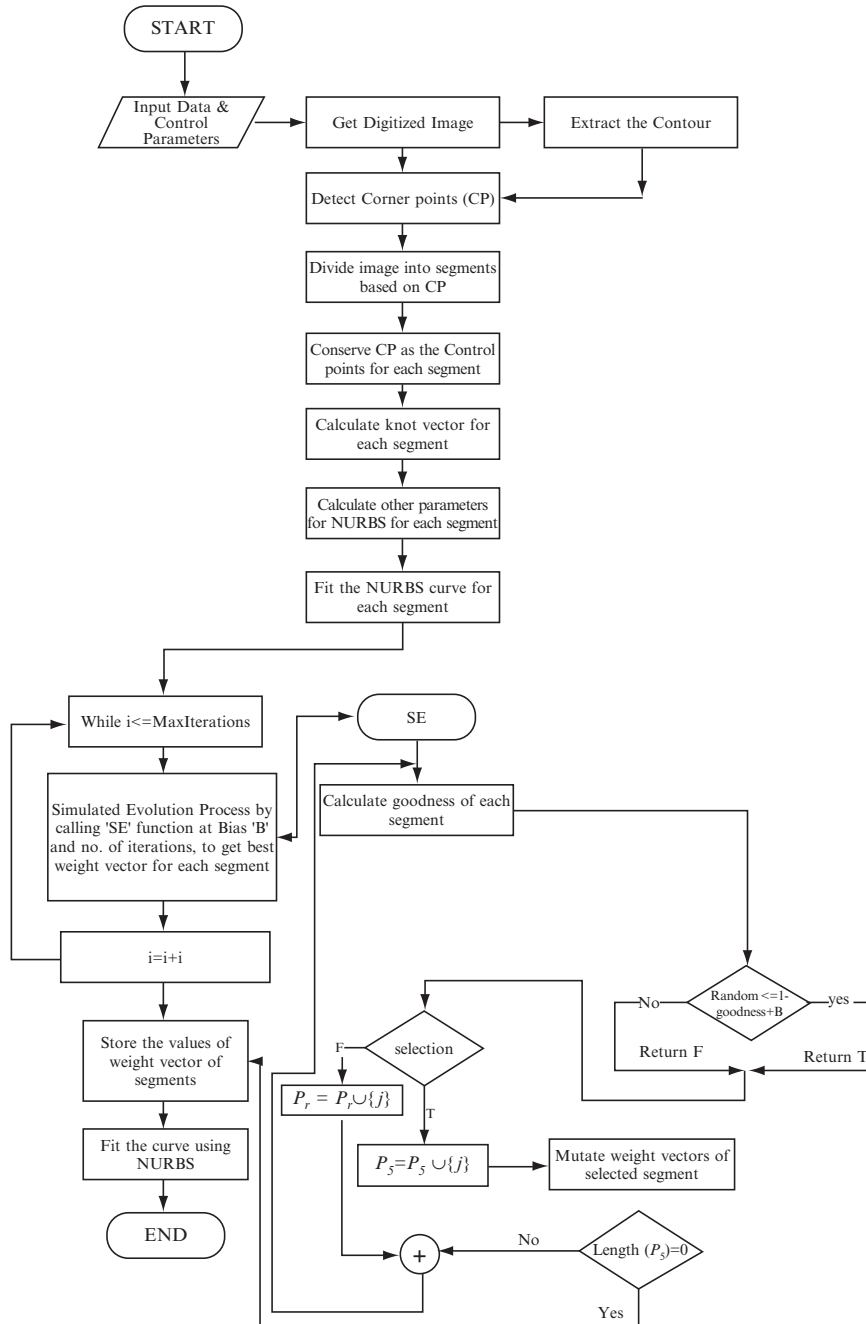 START
Input Data &
Control
Parameters
Get Digitized Image
Extract the Contour
Detect Corner points (CP)
Divide image into segments
based on CP
Conserve CP as the Control
points for each segment
Calculate knot vector for
each segment
Calculate other parameters
for NURBS for each segment
Fit the NURBS curve for
each segment
While i<=MaxIterations
SE
Simulated Evolution Process by
calling 'SE' function at Bias 'B'
and no. of iterations, to get best
weight vector for each segment
Calculate goodness of each
segment
i=i+i
No
Random <=1-
goodness+B
yes
Return F
Return T
Store the values of
weight vector of
segments
selection
F
P_r = P_r∪{j}
T
Fit the curve using
NURBS
P_5=P_5 ∪{j}
Mutate weight vectors of
selected segment
END
+
No
Length (P_5)=0
Yes